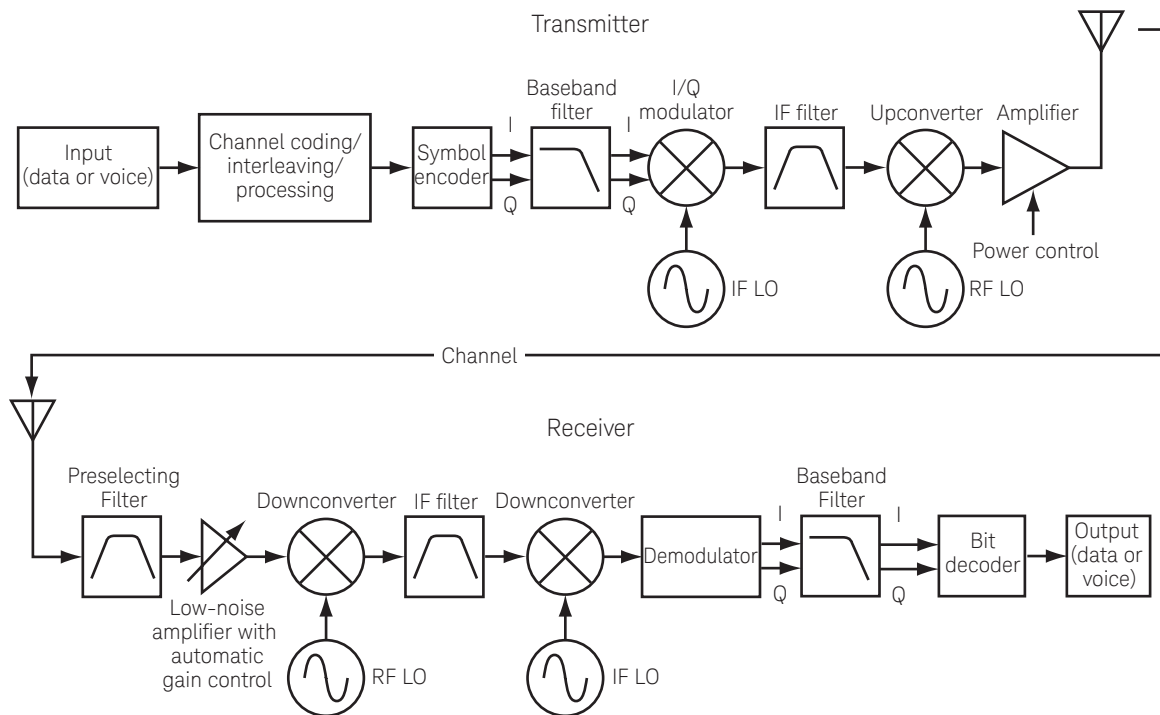 Transmitter
Input
(data or voice)
Channel coding/
interleaving/
processing
Symbol
encoder
I
Q
Baseband
filter
I
Q
I/Q
modulator
IF LO
IF filter
Upconverter
RF LO
Amplifier
Power control
Channel
Receiver
Preselecting
Filter
Low-noise
amplifier with
automatic
gain control
Downconverter
RF LO
IF filter
Downconverter
IF LO
Demodulator
I
Q
Baseband
Filter
I
Q
Bit
decoder
Output
(data or
voice)